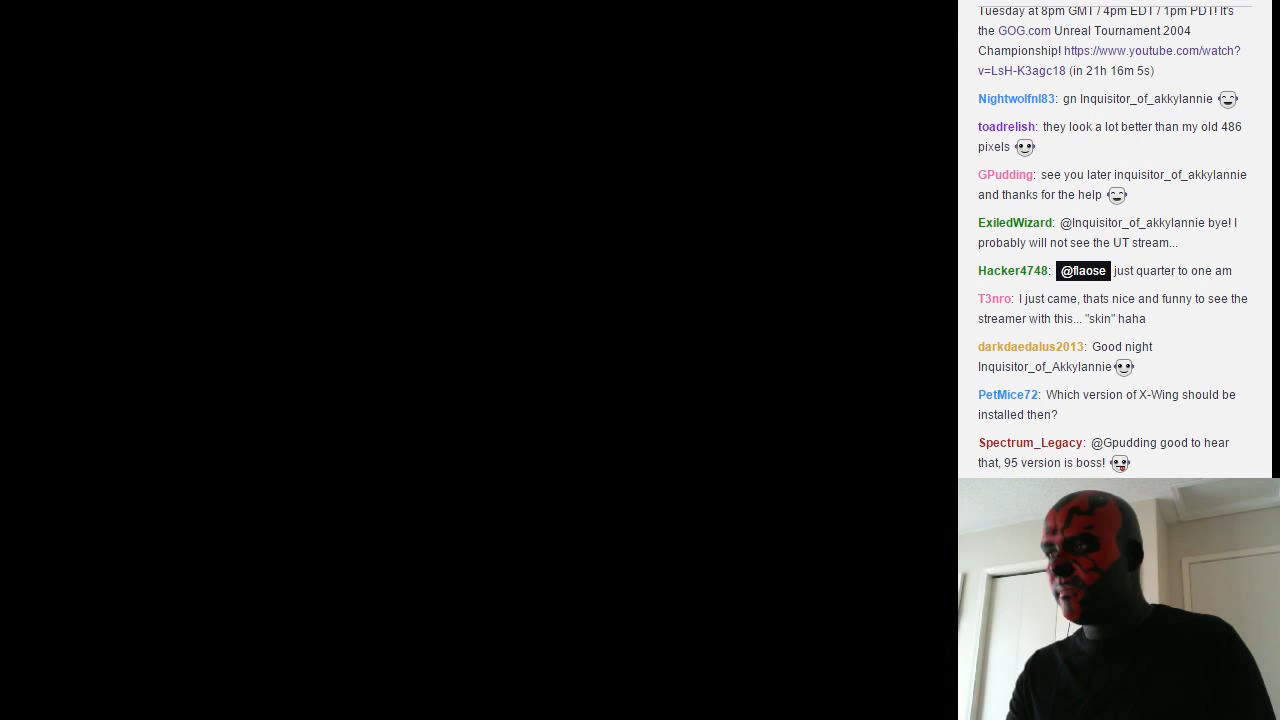 Tuesday at 8pm GMT / 4pm EDT / 1pm PDT! It's
the GOG.com Unreal Tournament 2004
Championship! https://www.youtube.com/watch?
v=LsH-K3agc18 (in 21h 16m 5s)
Nightwolfnl83: gn Inquisitor_of_akkylannie
toadrelish: they look a lot better than my old 486
pixels
GPudding: see you later inquisitor_of_akkylannie
and thanks for the help
ExiledWizard: @Inquisitor_of_akkylannie bye! I
probably will not see the UT stream...
Hacker4748: @flaose just quarter to one am
T3nro: I just came, thats nice and funny to see the
streamer with this... "skin" haha
darkdaedalus2013: Good night
Inquisitor_of_Akkylannie
PetMice72: Which version of X-Wing should be
installed then?
Spectrum_Legacy: @Gpudding good to hear
that, 95 version is boss!